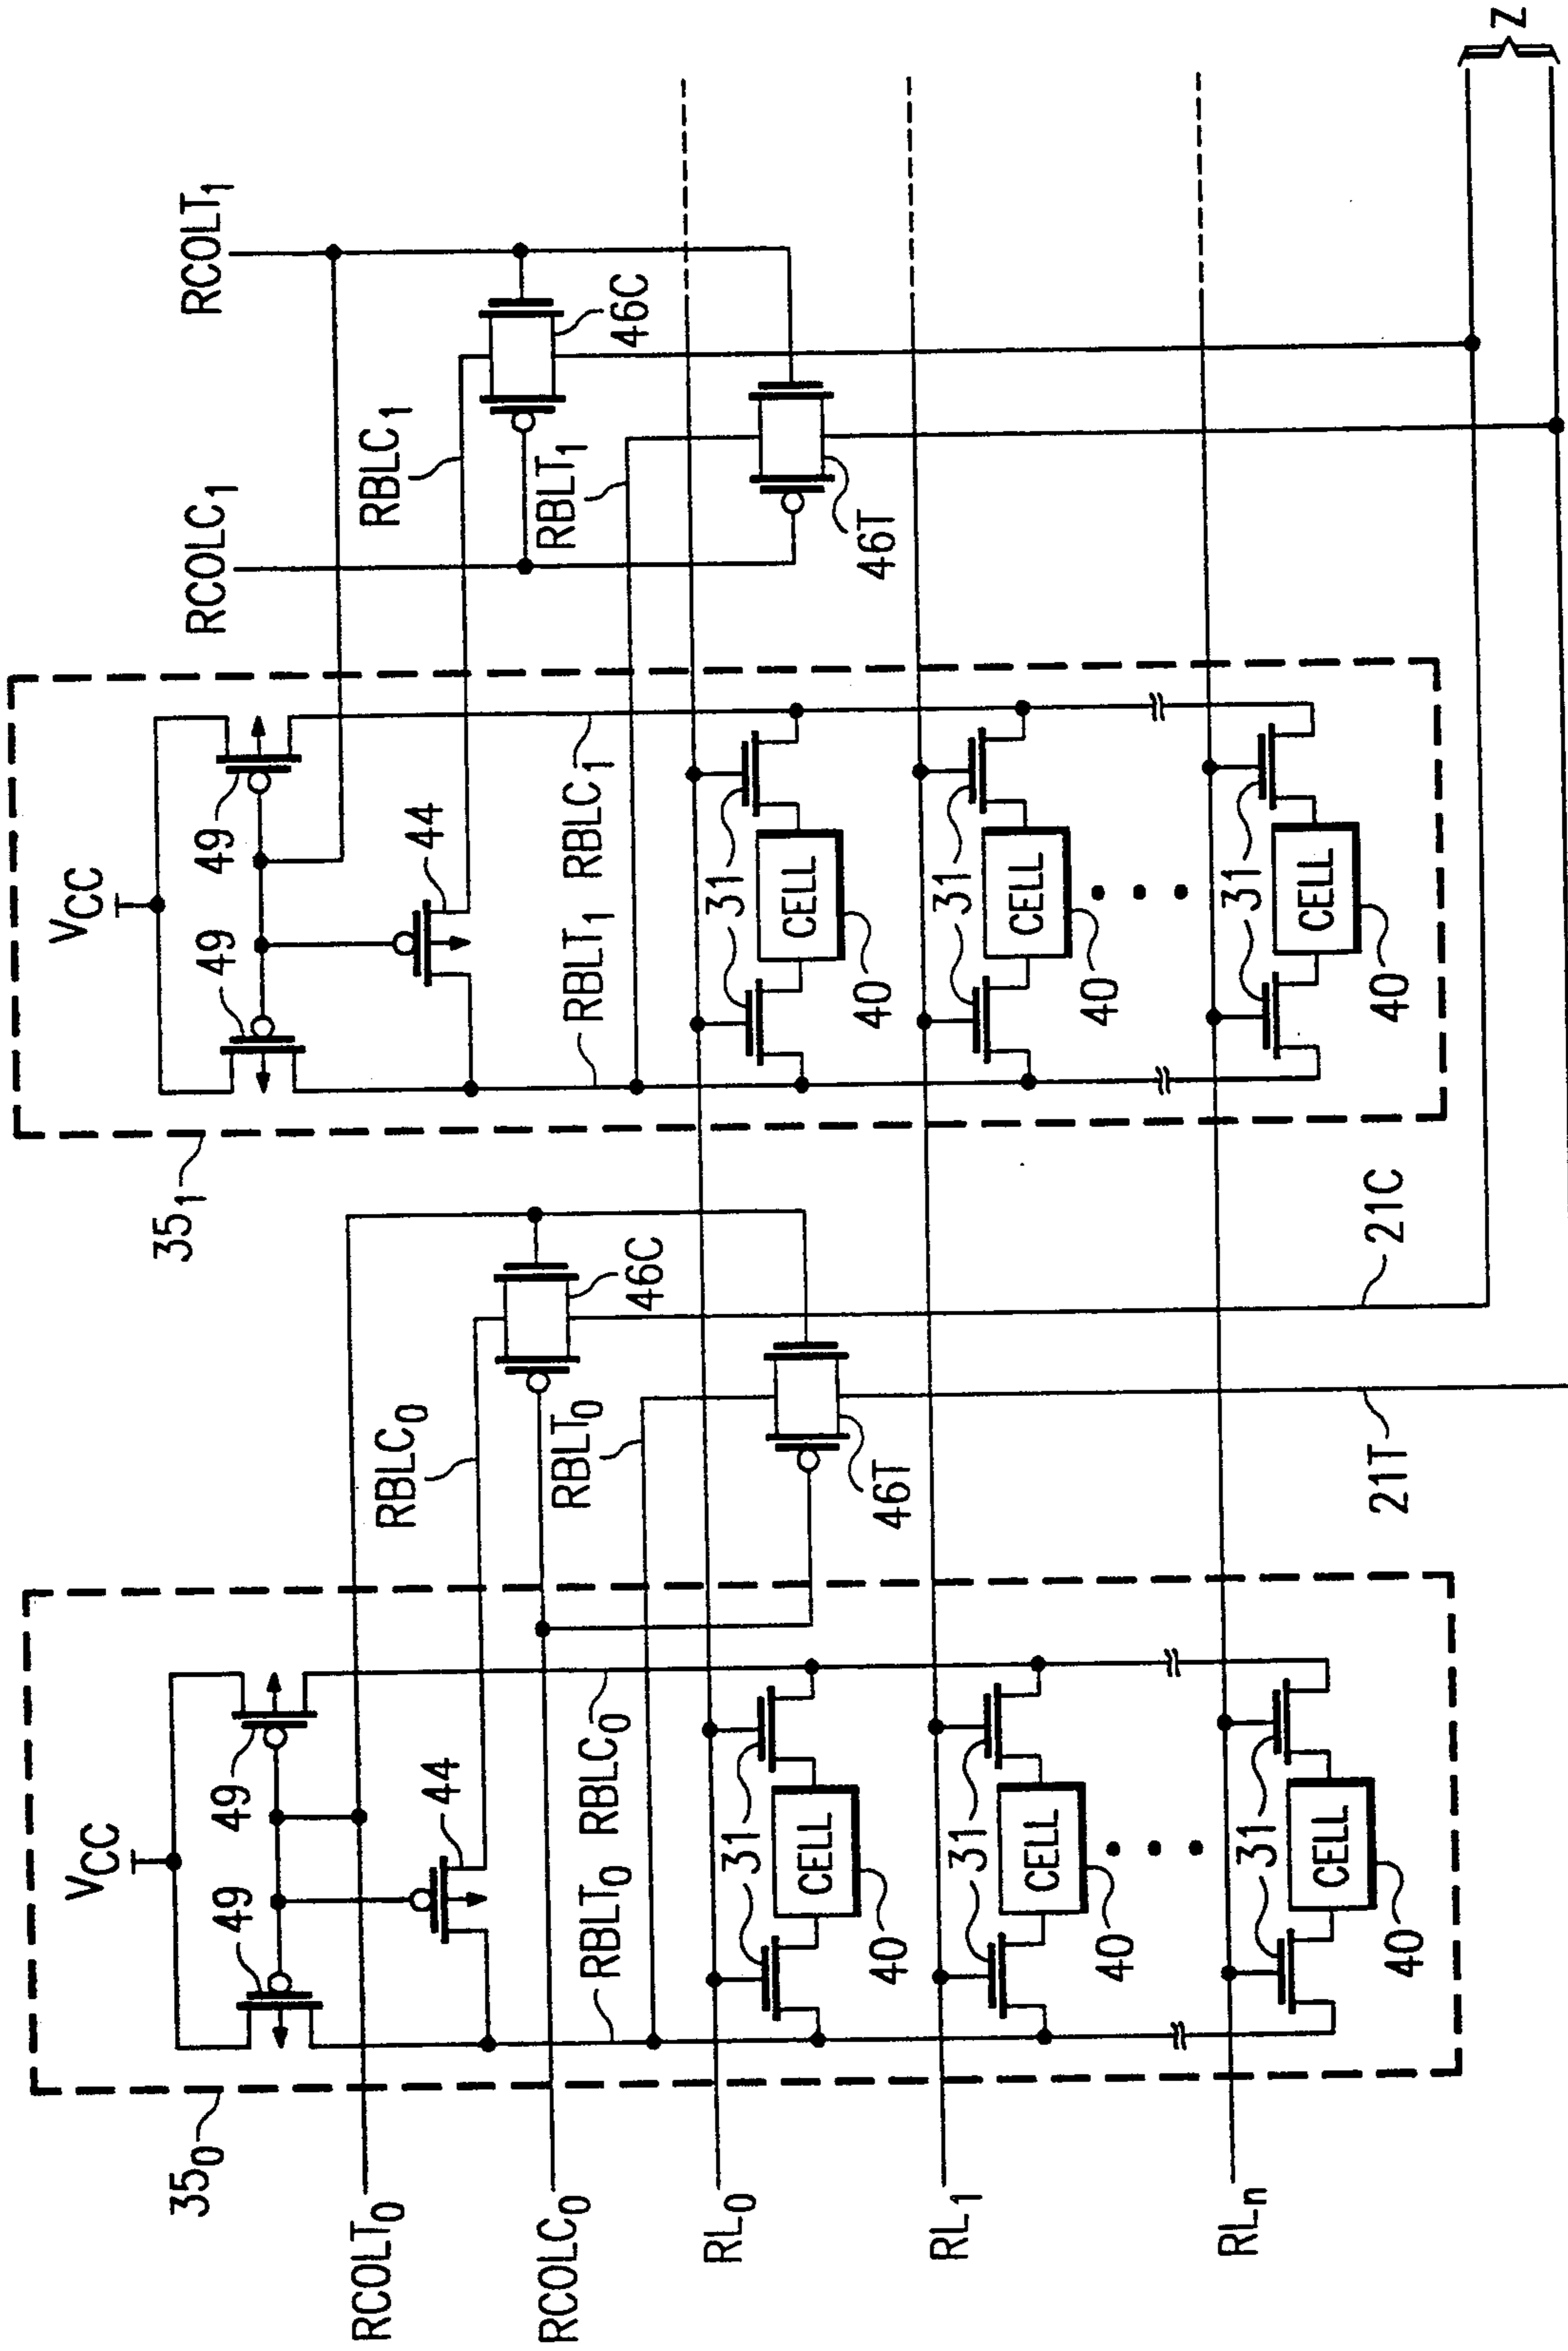 VCC
VCC
49
49
49
49
44
44
350
351
RCOLT0
RCOLC0
RCOLC1
RCOLT1
RBLC0
RBLT0
RBLC1
RBLT1
46C
46T
46C
46T
RBLT0
RBLC0
RBLT1
RBLC1
RL0
31
CELL
40
31
CELL
40
RL1
31
CELL
40
31
CELL
40
RLn
31
CELL
40
31
CELL
40
21T
21C
Z